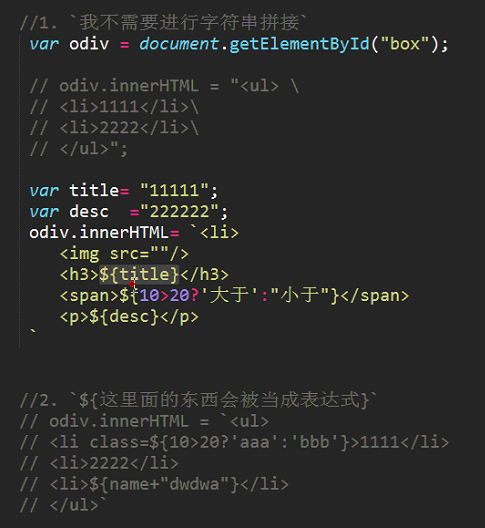 //1. `我不需要进行字符串拼接`
var odiv = document.getElementById("box");
// odiv.innerHTML = "<ul> \
// <li>1111</li>\
// <li>2222</li>\
// </ul>";
var title= "11111";
var desc  ="222222";
odiv.innerHTML= `<li>
<img src=""/>
<h3>${title}</h3>
<span>${10>20?'大于':"小于"}</span>
<p>${desc}</p>
`
//2. `${这里面的东西会被当成表达式}`
// odiv.innerHTML = `<ul>
// <li class=${10>20?'aaa':'bbb'}>1111</li>
// <li>2222</li>
// <li>${name+"dwdwa"}</li>
// </ul>`